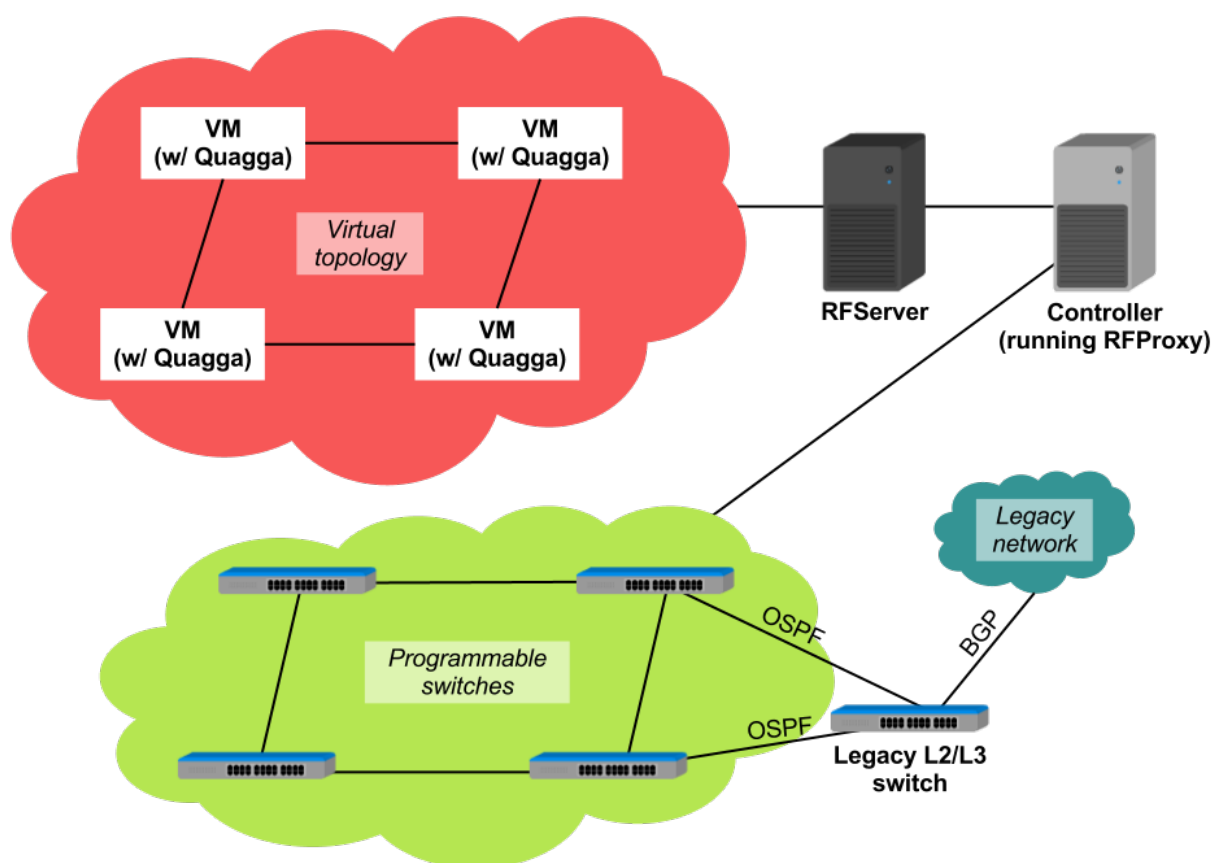 VM
(w/ Quagga)
VM
(w/ Quagga)
Virtual
topology
VM
(w/ Quagga)
VM
(w/ Quagga)
RFServer
Controller
(running RFProxy)
Legacy
network
OSPF
BGP
Programmable
switches
OSPF
Legacy L2/L3
switch